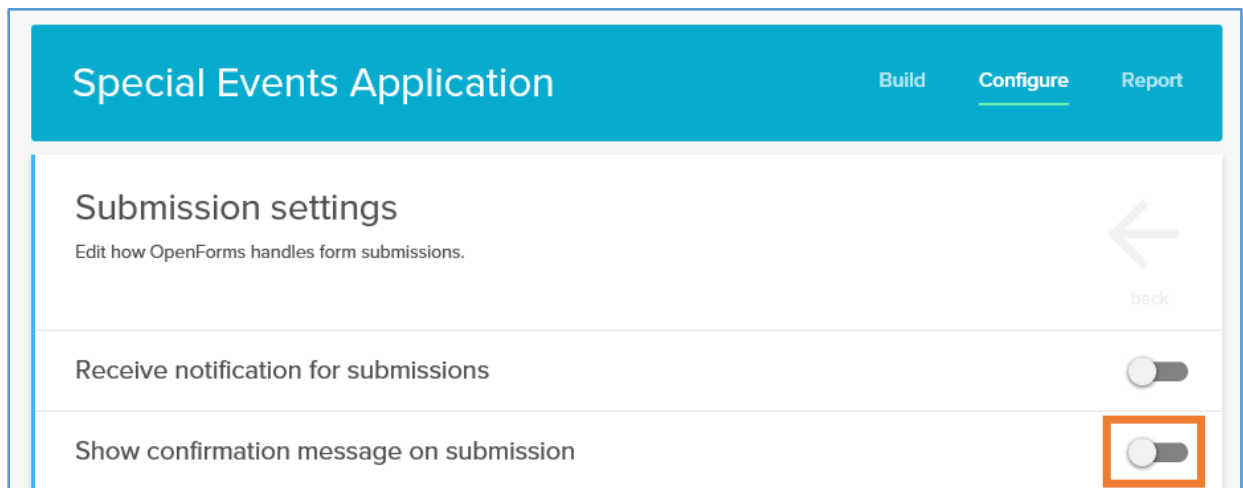 Special Events Application
Build Configure Report
Submission settings
Edit how OpenForms handles form submissions.
back
Receive notification for submissions
Show confirmation message on submission